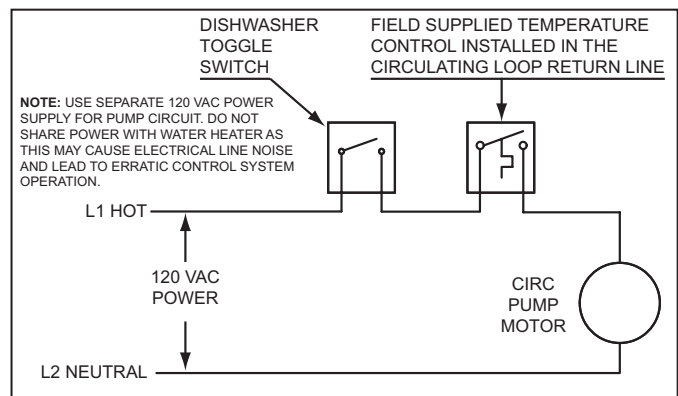 DISHWASHER
TOGGLE
SWITCH
FIELD SUPPLIED TEMPERATURE
CONTROL INSTALLED IN THE
CIRCULATING LOOP RETURN LINE
NOTE: USE SEPARATE 120 VAC POWER
SUPPLY FOR PUMP CIRCUIT. DO NOT
SHARE POWER WITH WATER HEATER AS
THIS MAY CAUSE ELECTRICAL LINE NOISE
AND LEAD TO ERRATIC CONTROL SYSTEM
OPERATION.
L1 HOT
120 VAC
POWER
CIRC
PUMP
MOTOR
L2 NEUTRAL